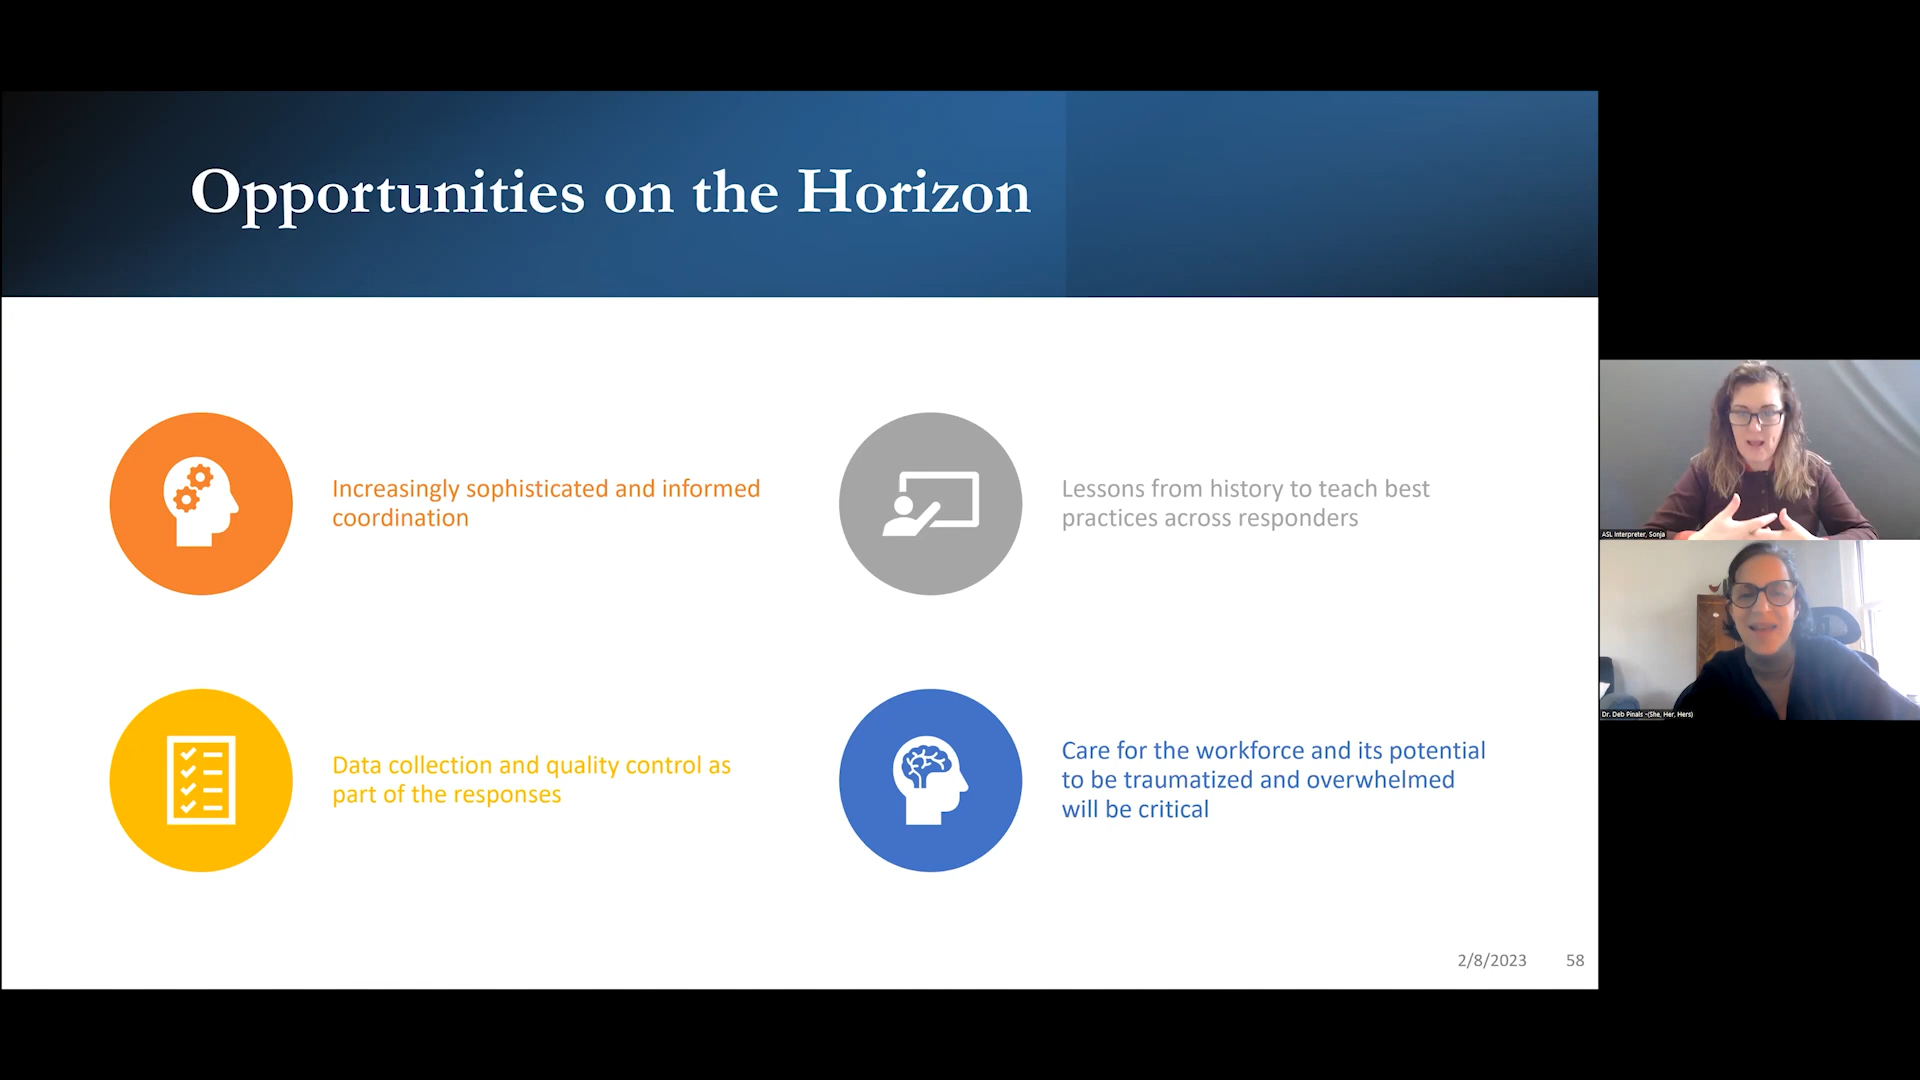 Opportunities on the Horizon
Increasingly sophisticated and informed
coordination
Lessons from history to teach best
practices across responders
Data collection and quality control as
part of the responses
Care for the workforce and its potential
to be traumatized and overwhelmed
will be critical
2/8/2023 58
ASL Interpreter, Sonja
Dr. Deb Pinals -(She, Her, Hers)